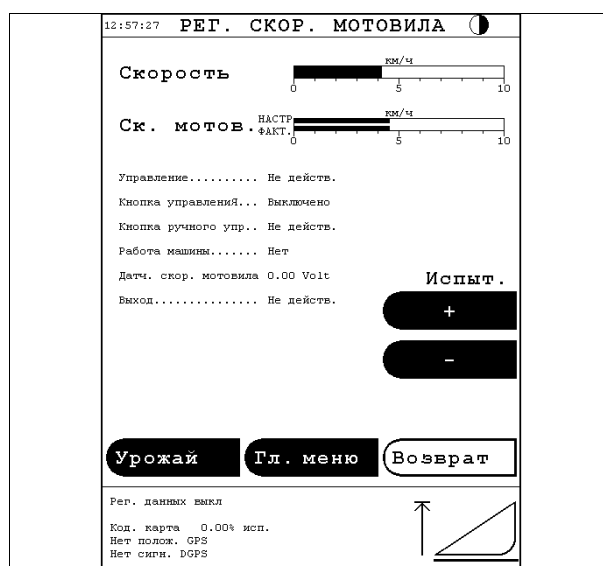 12:57:27 РЕГ. СКОР. МОТОВИЛА
км/ч
Скорость
0 5 10
км/ч
Ск. мотов. НАСТР
ФАКТ.
0 5 10
Управление.......... Не действ.
Кнопка управлениЯ... Выключено
Кнопка ручного упр.. Не действ.
Работа машины....... Нет
Датч. скор. мотовила 0.00 Volt
Выход............... Не действ.
Испыт.
+
-
Урожай Гл. меню Возврат
Рег. данных выкл
Код. карта 0.00% исп.
Нет полож. GPS
Нет сигн. DGPS